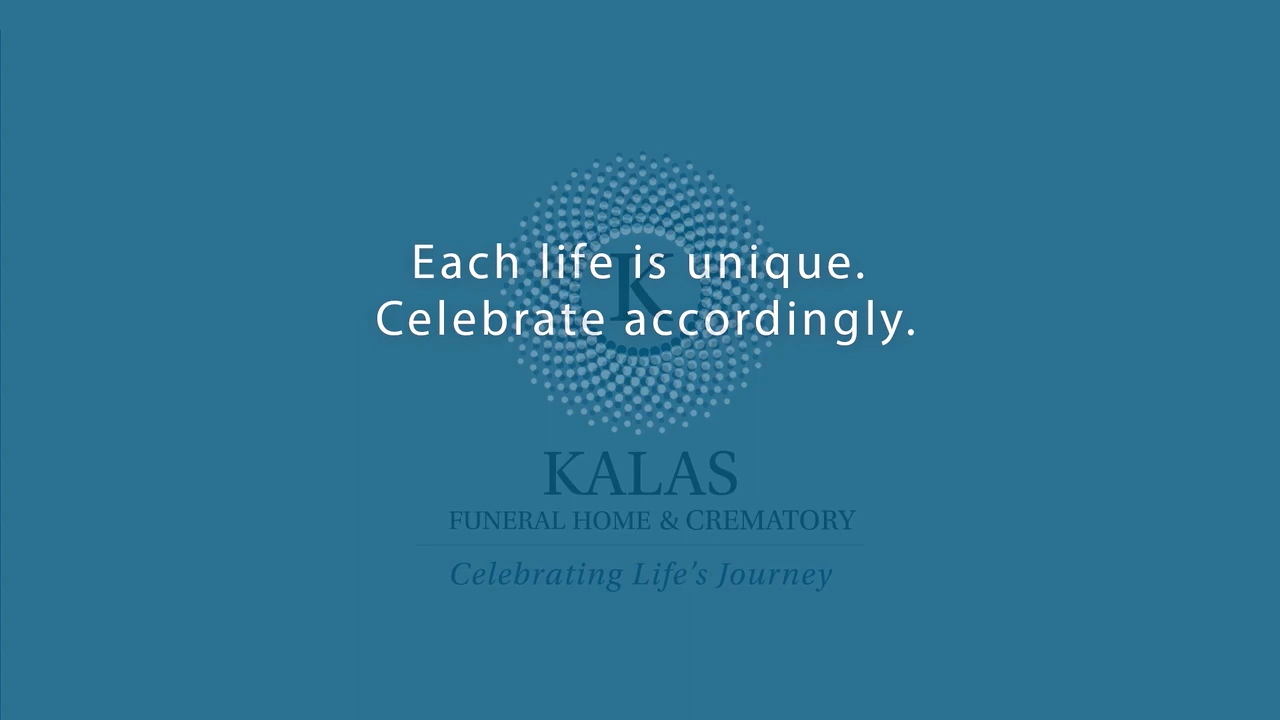 Each life is unique.
K
Celebrate accordingly.
KALAS
FUNERAL HOME & CREMATORY
Celebrating Life's Journey